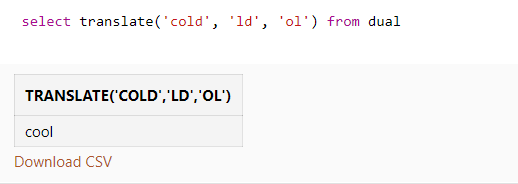 select translate('cold', 'ld', 'ol') from dual
TRANSLATE('COLD','LD','OL')
cool
Download CSV